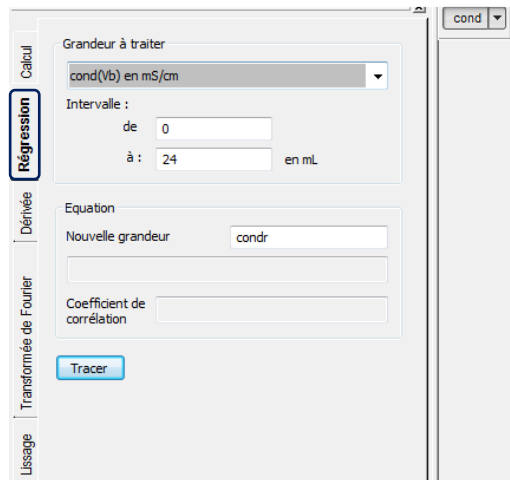 cond
Calcul
Régression
Dérivée
Transformée de Fourier
Lissage
Grandeur à traiter
cond(Vb) en mS/cm
Intervalle :
de 0
à : 24 en mL
Equation
Nouvelle grandeur condr
Coefficient de
corrélation
Tracer